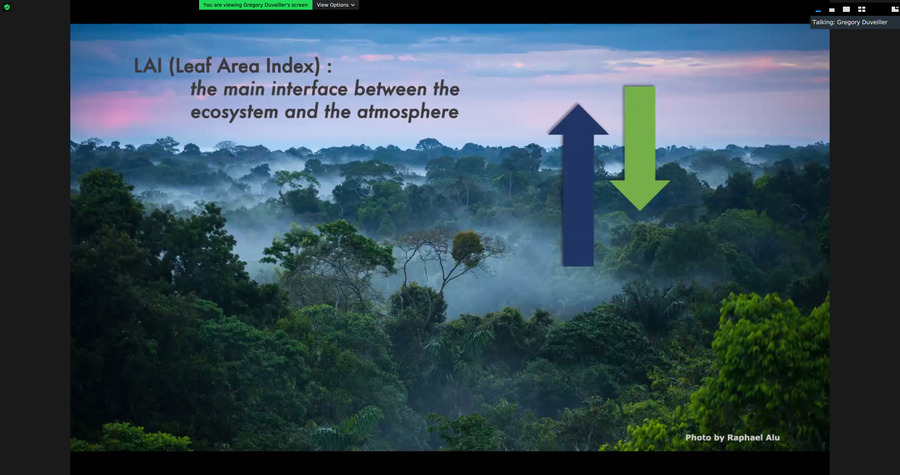 You are viewing Gregory Duveiller's screen
View Options
Talking: Gregory Duveiller
LAI (Leaf Area Index) :
the main interface between the
ecosystem and the atmosphere
Photo by Raphael Alu